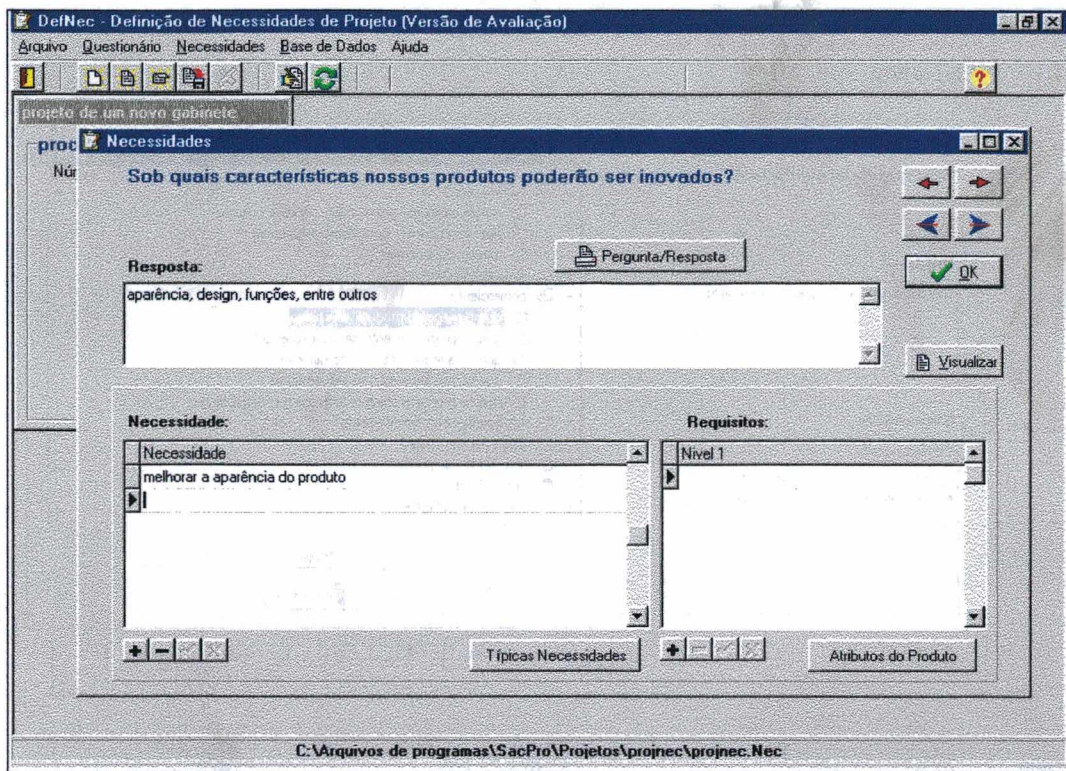 DefNec - Definição de Necessidades de Projeto (Versão de Avaliação)
Arquivo Questionário Necessidades Base de Dados Ajuda
projeto de um novo gabinete
proc
Núr
Necessidades
Sob quais características nossos produtos poderão ser inovados?
Pergunta/Resposta
Resposta:
OK
aparência, design, funções, entre outros
Visualizar
Necessidade:
Requisitos:
Necessidade
Nivel 1
melhorar a aparência do produto
Típicas Necessidades
Atributos do Produto
C:\Arquivos de programas\SacPro\Projetos\projnec\projnec.Nec